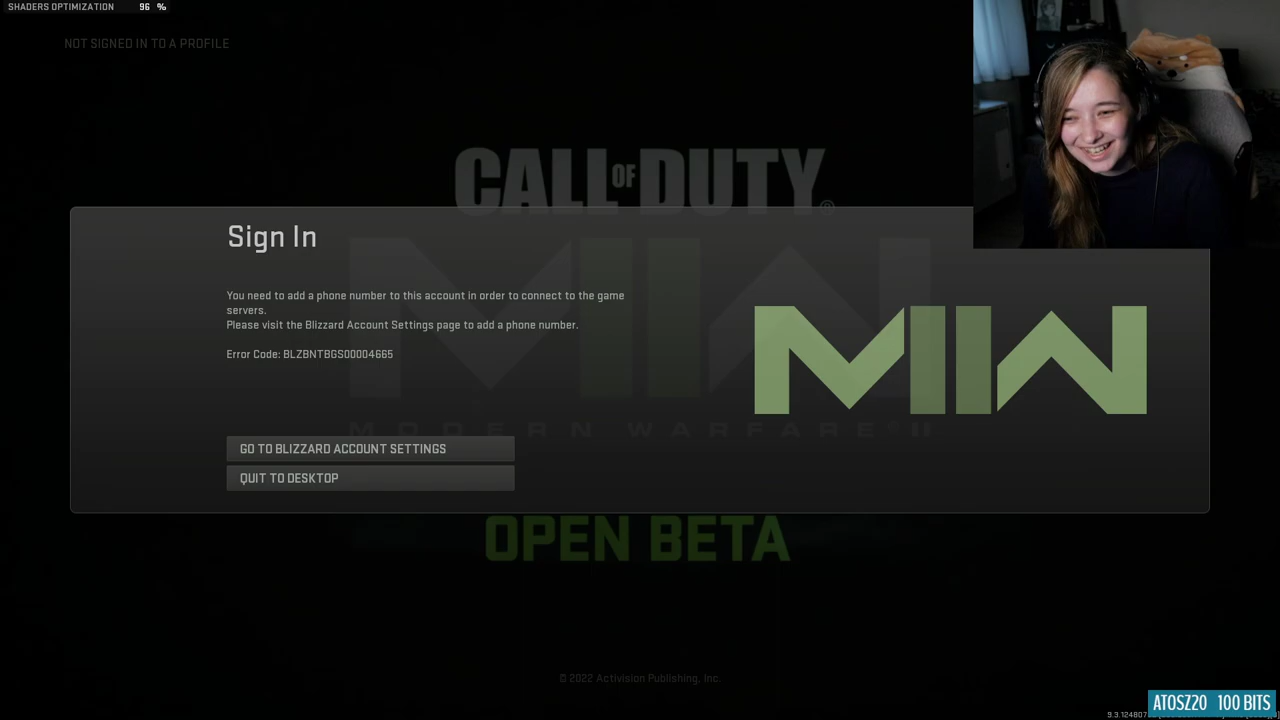 SHADERS OPTIMIZATION 96 %
NOT SIGNED IN TO A PROFILE
CALL OF DUTY®
Sign In
You need to add a phone number to this account in order to connect to the game
servers.
Please visit the Blizzard Account Settings page to add a phone number.
Error Code: BLZBNTBGS00004665
MIIW
MODERN WARFARE II
GO TO BLIZZARD ACCOUNT SETTINGS
QUIT TO DESKTOP
OPEN BETA
© 2022 Activision Publishing, Inc.
ATOSZ20 100 BITS